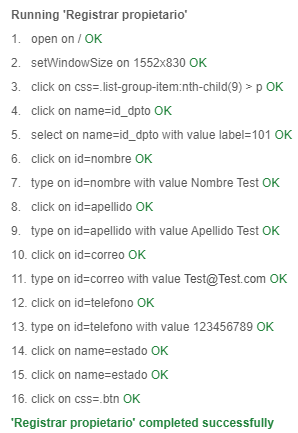 Running 'Registrar propietario'
1. open on / OK
2. setWindowSize on 1552x830 OK
3. click on css=.list-group-item:nth-child(9) > p OK
4. click on name=id_dpto OK
5. select on name=id_dpto with value label=101 OK
6. click on id=nombre OK
7. type on id=nombre with value Nombre Test OK
8. click on id=apellido OK
9. type on id=apellido with value Apellido Test OK
10. click on id=correo OK
11. type on id=correo with value Test@Test.com OK
12. click on id=telefono OK
13. type on id=telefono with value 123456789 OK
14. click on name=estado OK
15. click on name=estado OK
16. click on css=.btn OK
'Registrar propietario' completed successfully